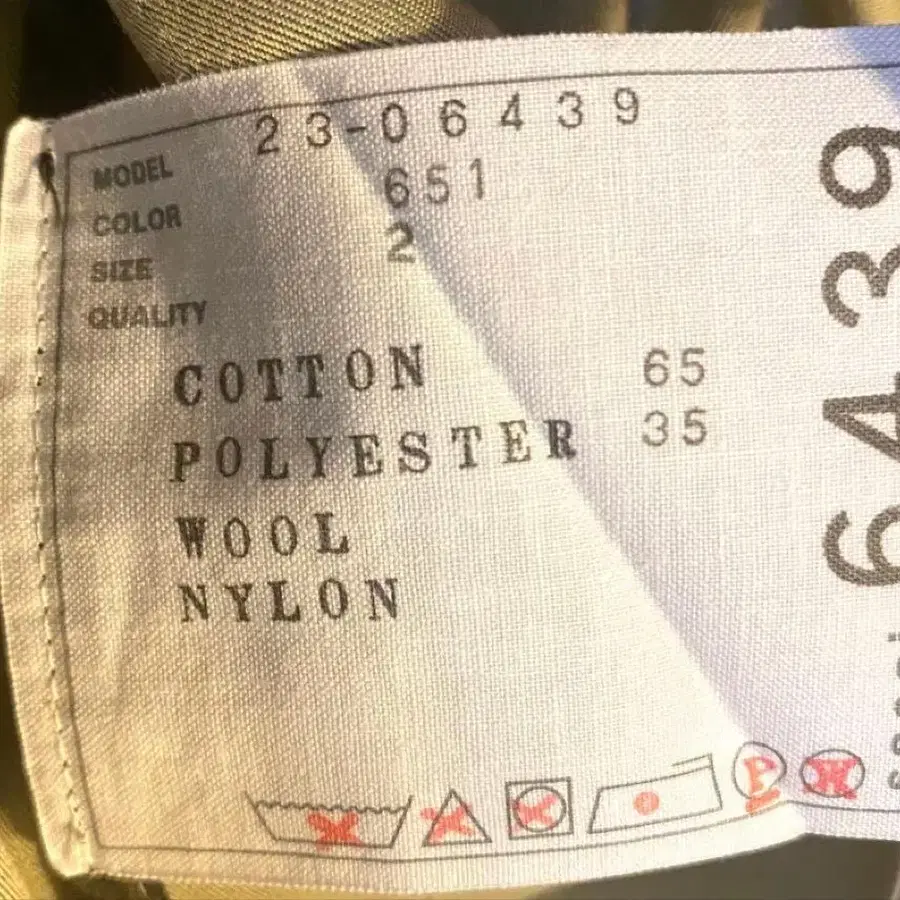 MODEL 23-06439
COLOR 651
SIZE 2
QUALITY
COTTON 65
POLYESTER 35
WOOL
NYLON
P
6439